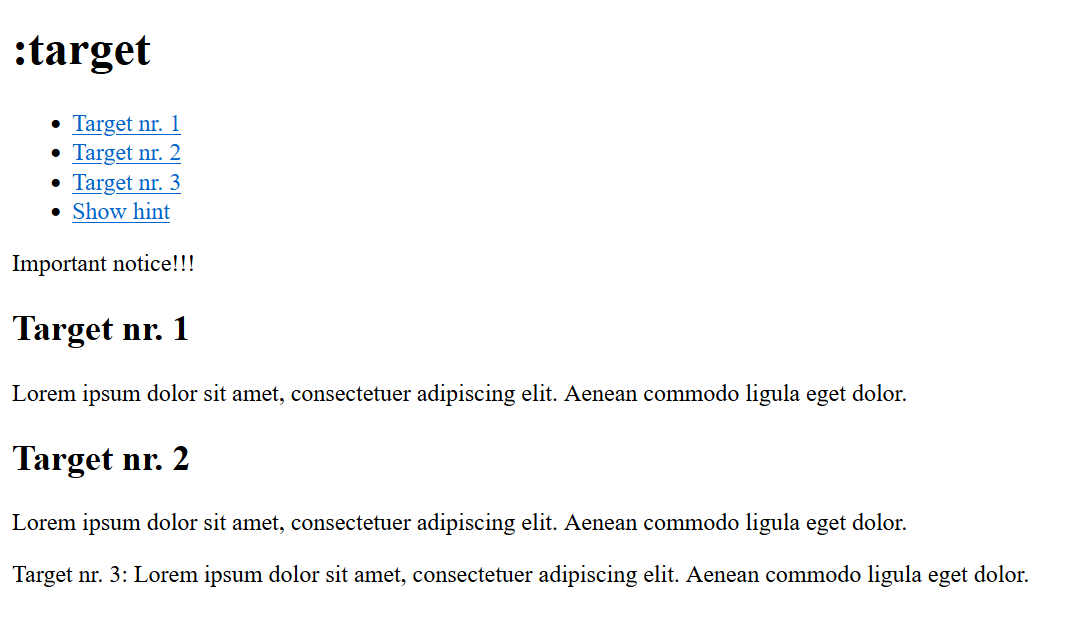 :target
Target nr. 1
Target nr. 2
Target nr. 3
Show hint
Important notice!!!
Target nr. 1
Lorem ipsum dolor sit amet, consectetuer adipiscing elit. Aenean commodo ligula eget dolor.
Target nr. 2
Lorem ipsum dolor sit amet, consectetuer adipiscing elit. Aenean commodo ligula eget dolor.
Target nr. 3: Lorem ipsum dolor sit amet, consectetuer adipiscing elit. Aenean commodo ligula eget dolor.